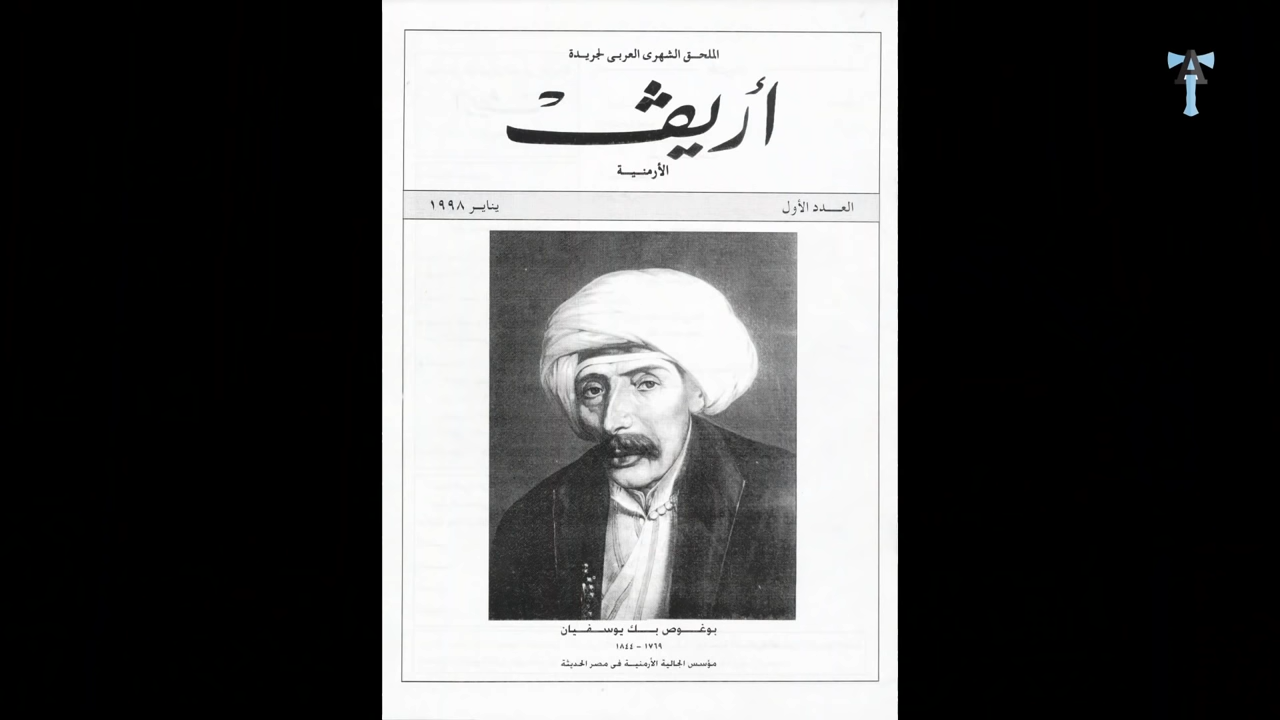 الملحق الشهرى العربى لجريدة
أريڤ
الأرمنية
العدد الأول
يناير ١٩٩٨
بوغوص بك يوسفيان
١٧٦٩ - ١٨٤٤
مؤسس الجالية الأرمنية فى مصر الحديثة
A